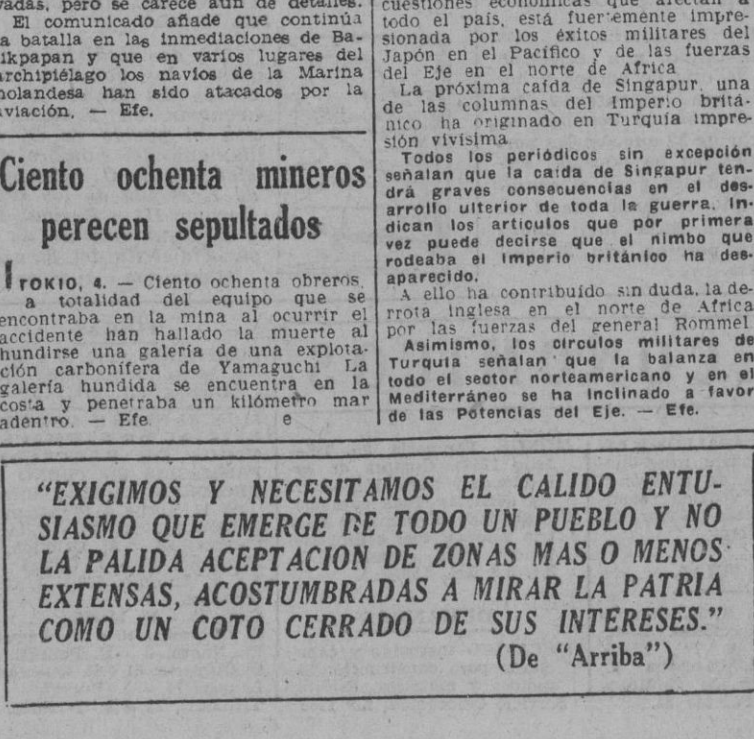 vadas, pero se carece aún de detalles.
El comunicado añade que continúa
a batalla en las inmediaciones de Ba-
ikpapan y que en varios lugares del
archipiélago los navíos de la Marina
holandesa han sido atacados por la
aviación. — Efe.
Ciento ochenta mineros
perecen sepultados
TOKIO, 4. — Ciento ochenta obreros,
a totalidad del equipo que se
encontraba en la mina al ocurrir el
accidente han hallado la muerte al
hundirse una galería de una explota-
ción carbonífera de Yamaguchi La
galería hundida se encuentra en la
costa y penetraba un kilómetro mar
adentro. — Efe. e
cuestiones económicas que afectan a
todo el país, está fuertemente impre-
sionada por los éxitos militares del
Japón en el Pacífico y de las fuerzas
del Eje en el norte de Africa
La próxima caída de Singapur, una
de las columnas del Imperio britá-
nico ha originado en Turquía impre-
sión vivísima
Todos los periódicos sin excepción
señalan que la caída de Singapur ten-
drá graves consecuencias en el des-
arrollo ulterior de toda la guerra. In-
dican los artículos que por primera
vez puede decirse que el nimbo que
rodeaba el Imperio británico ha des-
aparecido.
A ello ha contribuído sin duda, la de-
rrota inglesa en el norte de Africa
por las fuerzas del general Rommel
Asimismo, los círculos militares de
Turquía señalan que la balanza en
todo el sector norteamericano y en el
Mediterráneo se ha inclinado a favor
de las Potencias del Eje. — Efe.
"EXIGIMOS Y NECESITAMOS EL CALIDO ENTU-
SIASMO QUE EMERGE DE TODO UN PUEBLO Y NO
LA PALIDA ACEPTACION DE ZONAS MAS O MENOS
EXTENSAS, ACOSTUMBRADAS A MIRAR LA PATRIA
COMO UN COTO CERRADO DE SUS INTERESES."
(De "Arriba")